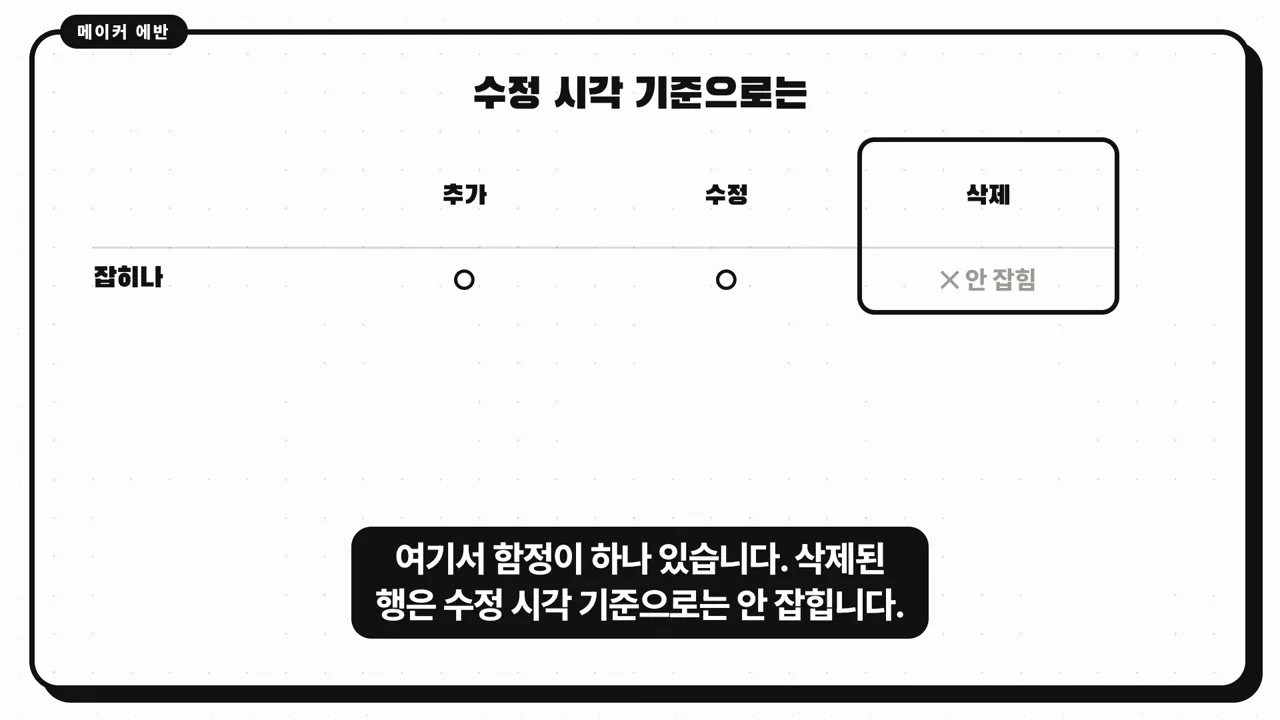 메이커 에반
수정 시각 기준으로는
추가 수정 삭제
잡히나 ○ ○ ✕ 안 잡힘
여기서 함정이 하나 있습니다. 삭제된
행은 수정 시각 기준으로는 안 잡힙니다.